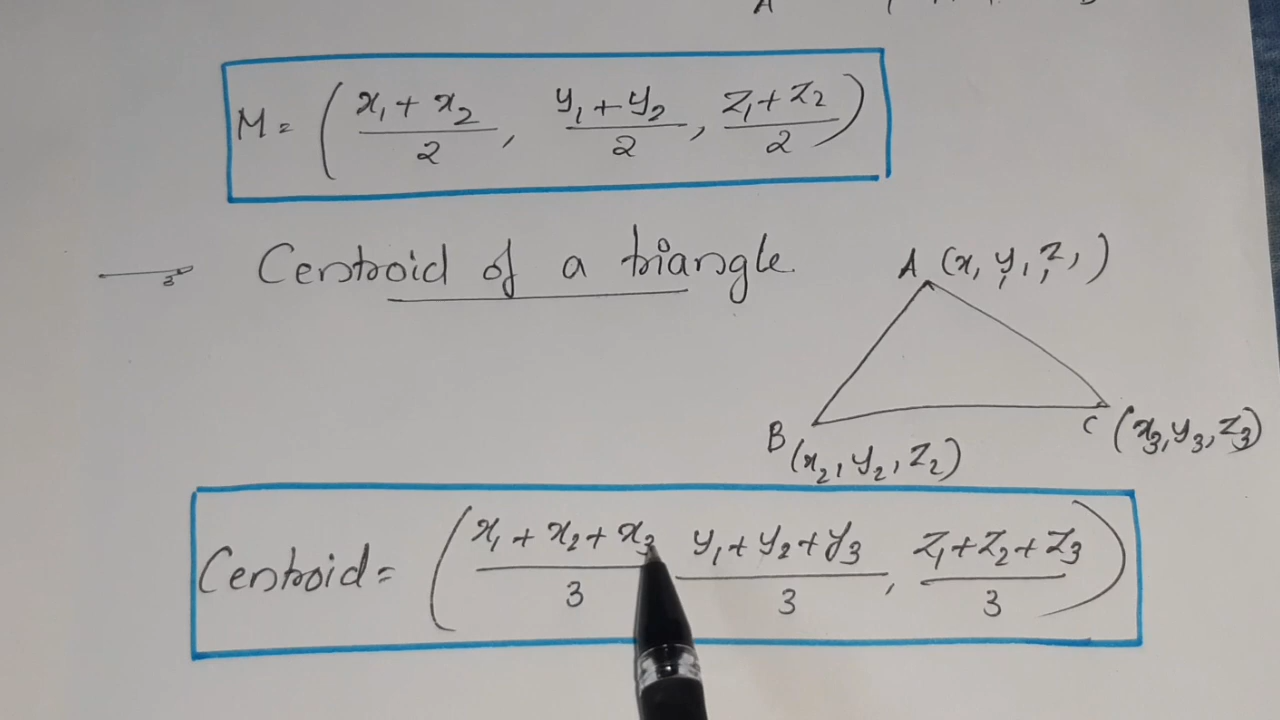 M = ( x₁ + x₂ / 2 , y₁ + y₂ / 2 , z₁ + z₂ / 2 )
Centroid of a triangle.
A (x₁ y₁, z₁)
B (x₂, y₂, z₂)
C (x₃, y₃, z₃)
Centroid = ( x₁ + x₂ + x₃ / 3 y₁ + y₂ + y₃ / 3 , z₁ + z₂ + z₃ / 3 )